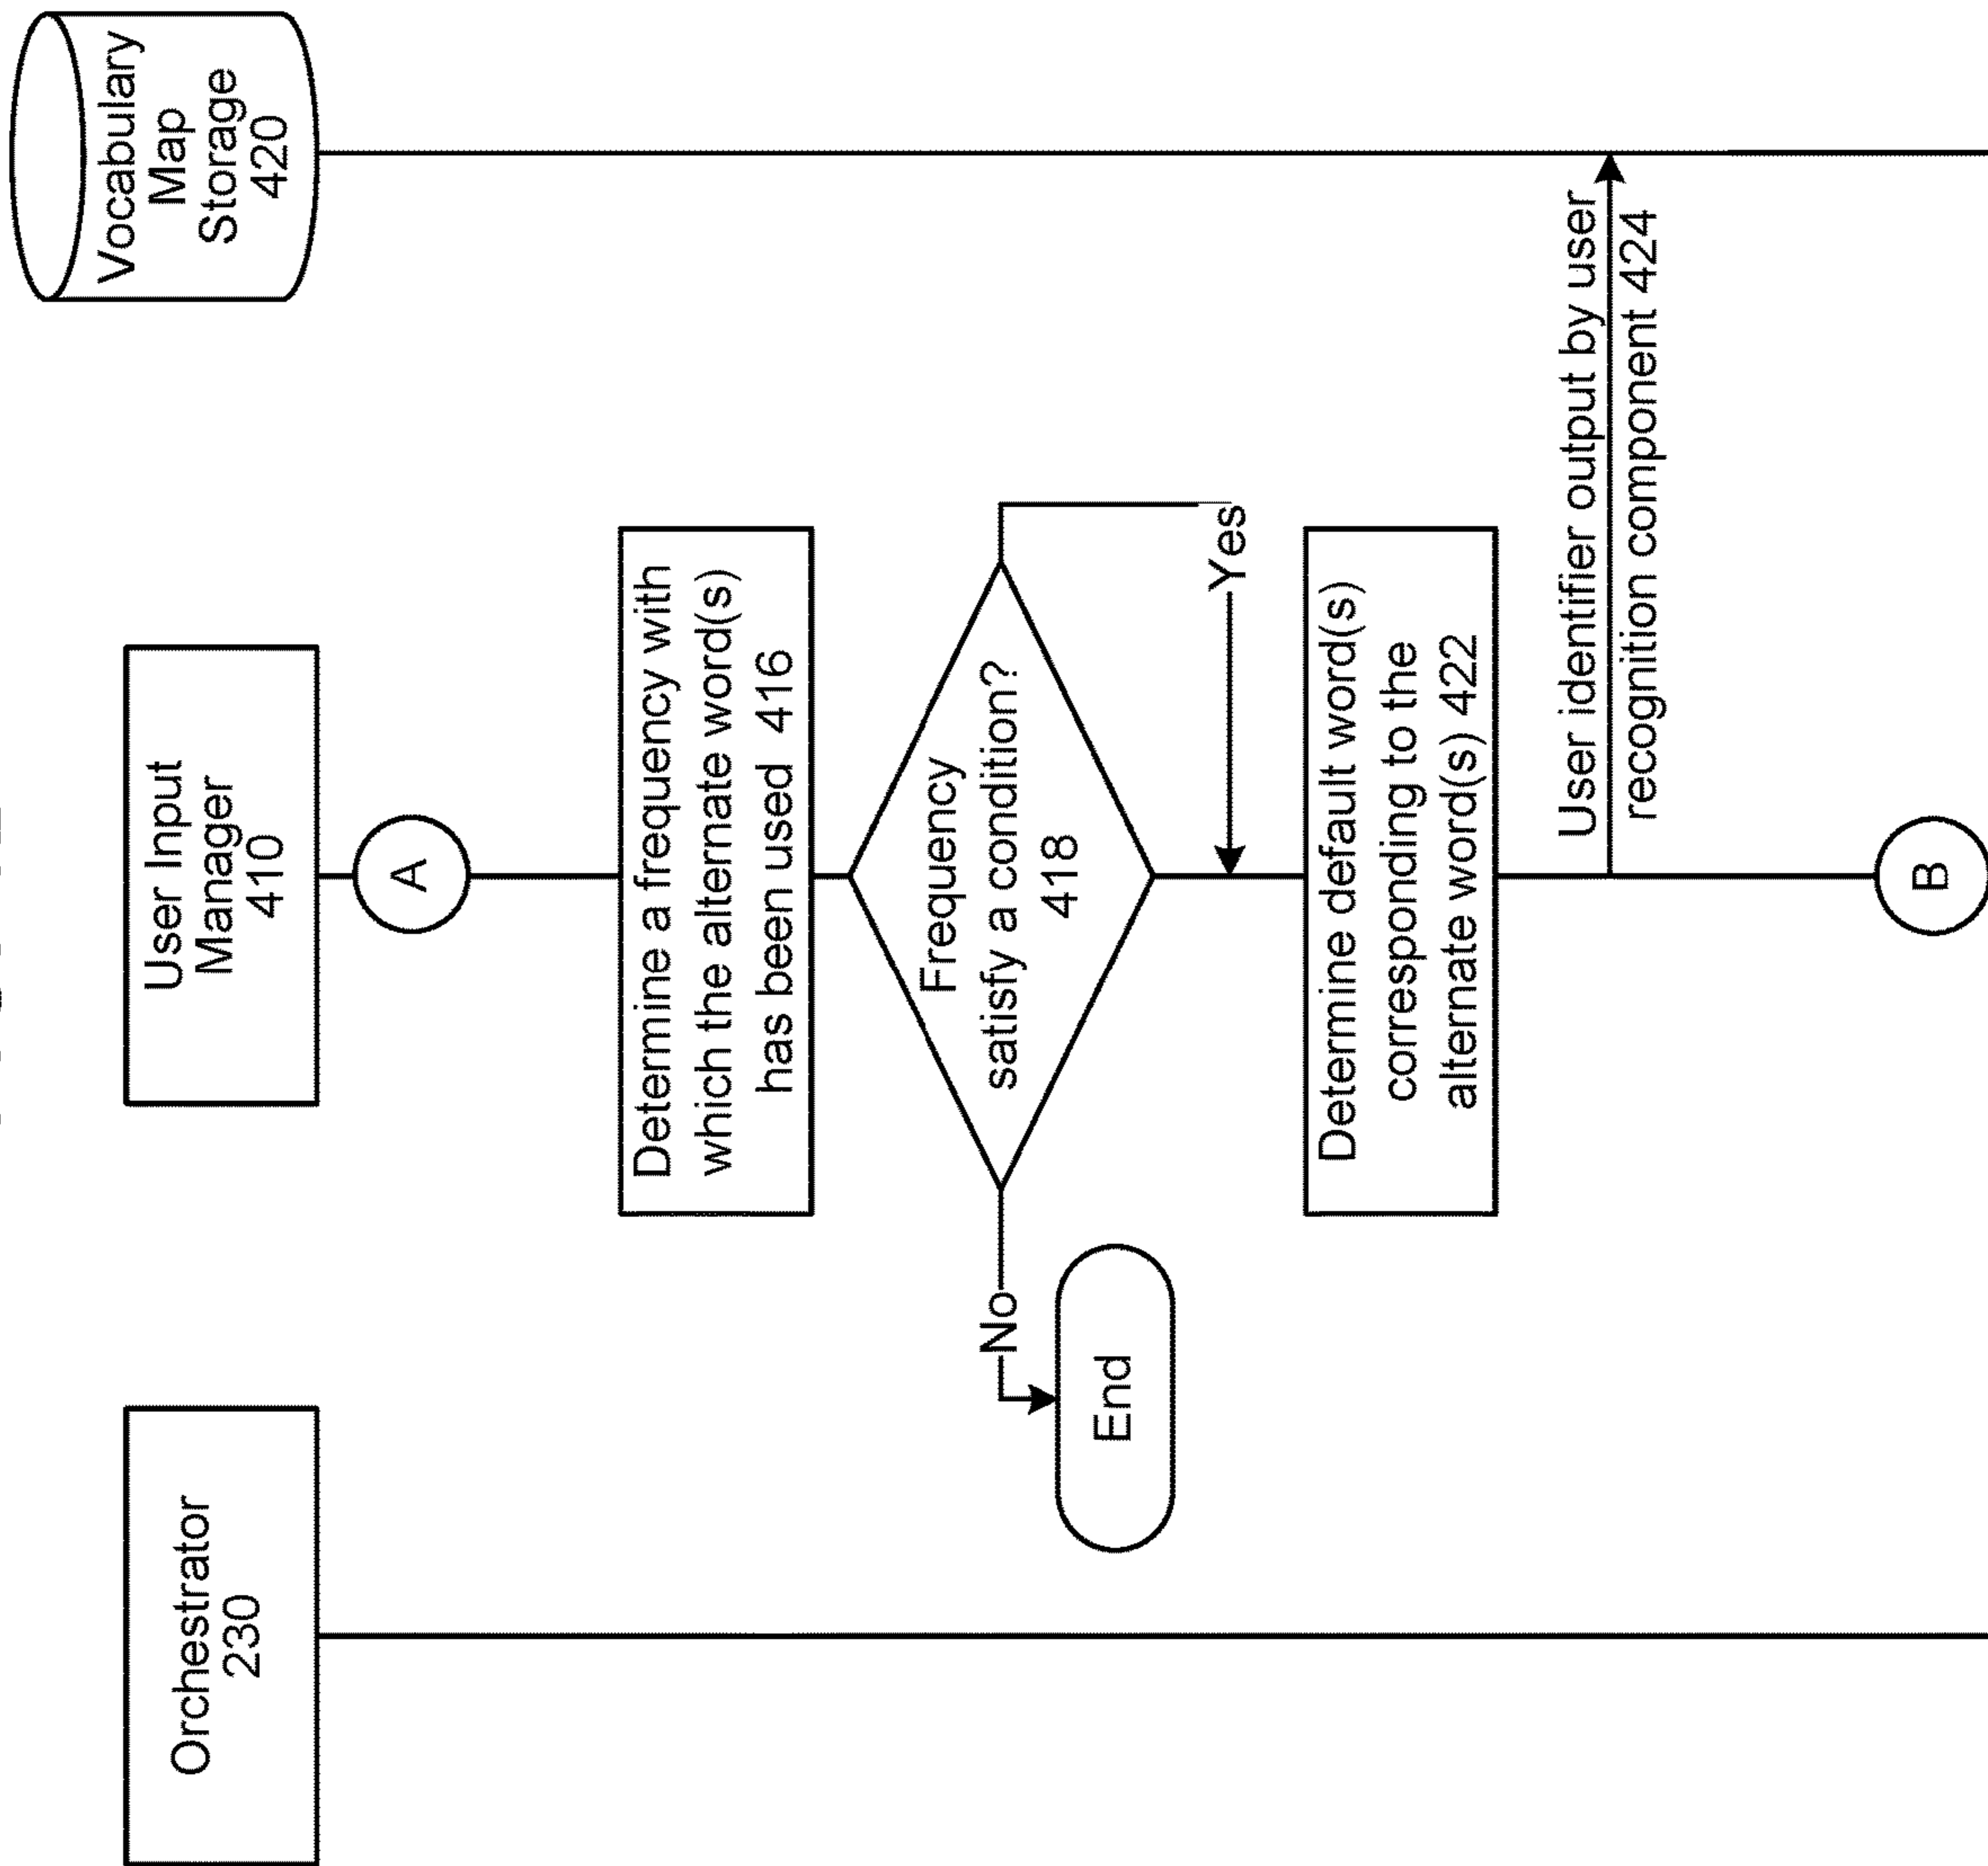 Orchestrator
230
User Input
Manager
410
Vocabulary
Map
Storage
420
A
Determine a frequency with
which the alternate word(s)
has been used 416
Frequency
satisfy a condition?
418
No
End
Yes
Determine default word(s)
corresponding to the
alternate word(s) 422
User identifier output by user
recognition component 424
B